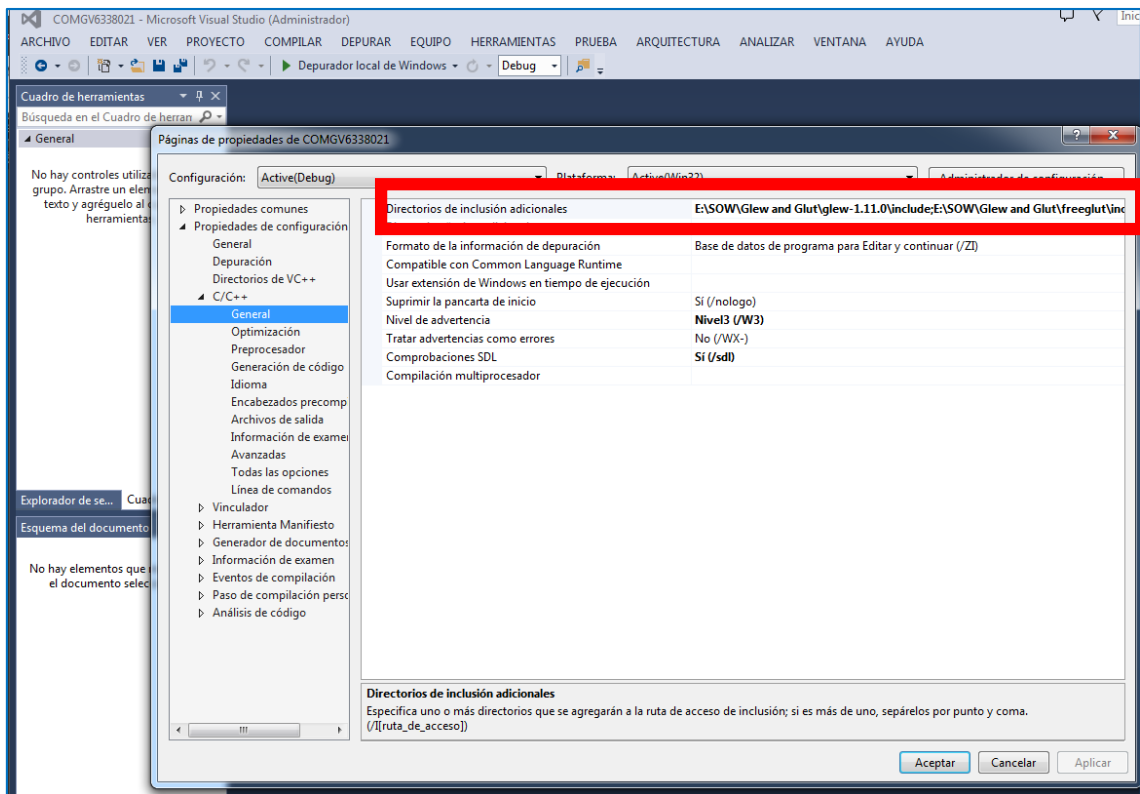 COMGV6338021 - Microsoft Visual Studio (Administrador)
ARCHIVO EDITAR VER PROYECTO COMPILAR DEPURAR EQUIPO HERRAMIENTAS PRUEBA ARQUITECTURA ANALIZAR VENTANA AYUDA
Depurador local de Windows Debug
Cuadro de herramientas
Búsqueda en el Cuadro de herran
General
No hay controles utiliza
grupo. Arrastre un elen
texto y agréguelo al
herramientas
Explorador de se... Cuad
Esquema del documento
No hay elementos que
el documento selec
Páginas de propiedades de COMGV6338021
Configuración: Active(Debug) Plataforma: Active(Win32) Administrador de configuración...
Propiedades comunes
Propiedades de configuración
General
Depuración
Directorios de VC++
C/C++
General
Optimización
Preprocesador
Generación de código
Idioma
Encabezados precomp
Archivos de salida
Información de examen
Avanzadas
Todas las opciones
Línea de comandos
Vinculador
Herramienta Manifiesto
Generador de documentos
Información de examen
Eventos de compilación
Paso de compilación perso
Análisis de código
Directorios de inclusión adicionales E:\SOW\Glew and Glut\glew-1.11.0\include;E:\SOW\Glew and Glut\freeglut\inc
Formato de la información de depuración Base de datos de programa para Editar y continuar (/ZI)
Compatible con Common Language Runtime
Usar extensión de Windows en tiempo de ejecución
Suprimir la pancarta de inicio Sí (/nologo)
Nivel de advertencia Nivel3 (/W3)
Tratar advertencias como errores No (/WX-)
Comprobaciones SDL Sí (/sdl)
Compilación multiprocesador
Directorios de inclusión adicionales
Especifica uno o más directorios que se agregarán a la ruta de acceso de inclusión; si es más de uno, sepárelos por punto y coma.
(/I[ruta_de_acceso])
Aceptar Cancelar Aplicar